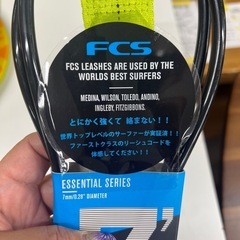 FCS
FCS LEASHES ARE USED BY THE
WORLDS BEST SURFERS
MEDINA, WILSON, TOLEDO, ANDINO,
INGLEBY, FITZGIBBONS.
とにかく強くて 絡まない!!
世界トップレベルのサーファーが実証済!!
ファーストクラスのリーシュコードを
体感してください!!
ESSENTIAL SERIES
7mm/0.28" DIAMETER
7'